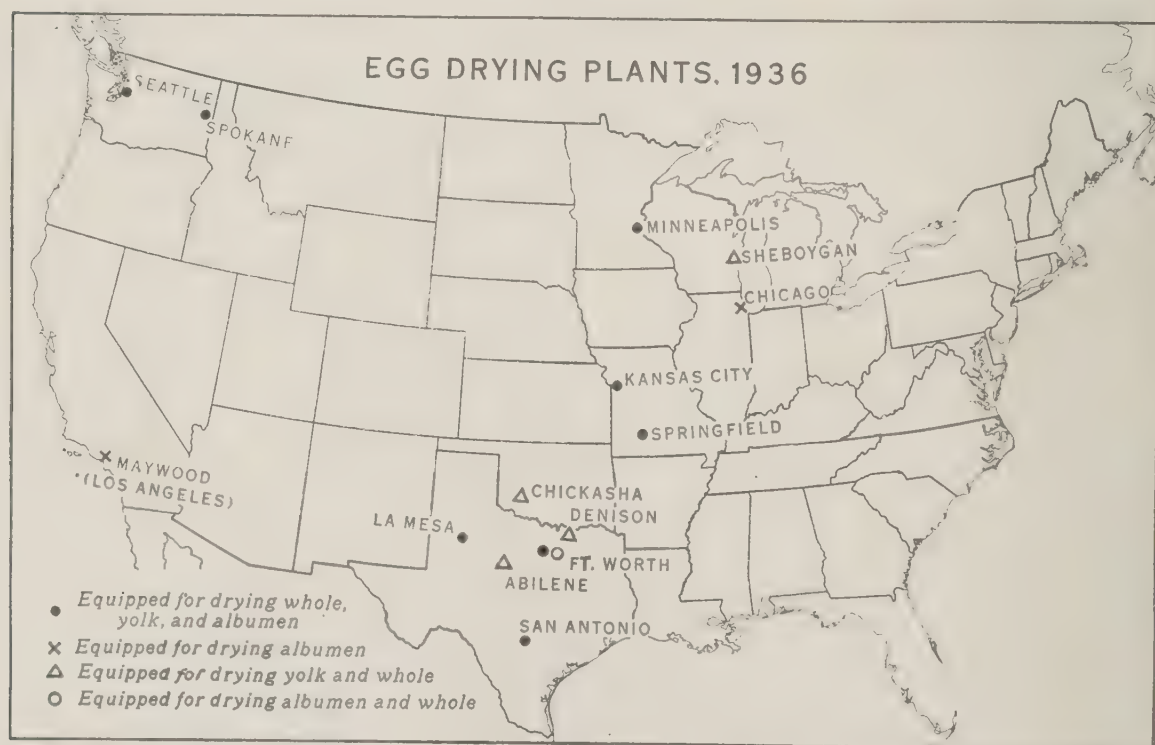 EGG DRYING PLANTS, 1936
SEATTLE
SPOKANE
MINNEAPOLIS
SHEBOYGAN
CHICAGO
KANSAS CITY
SPRINGFIELD
MAYWOOD
(LOS ANGELES)
CHICKASHA
DENISON
LA MESA
FT. WORTH
ABILENE
SAN ANTONIO
Equipped for drying whole,
yolk, and albumen
Equipped for drying albumen
Equipped for drying yolk and whole
Equipped for drying albumen and whole